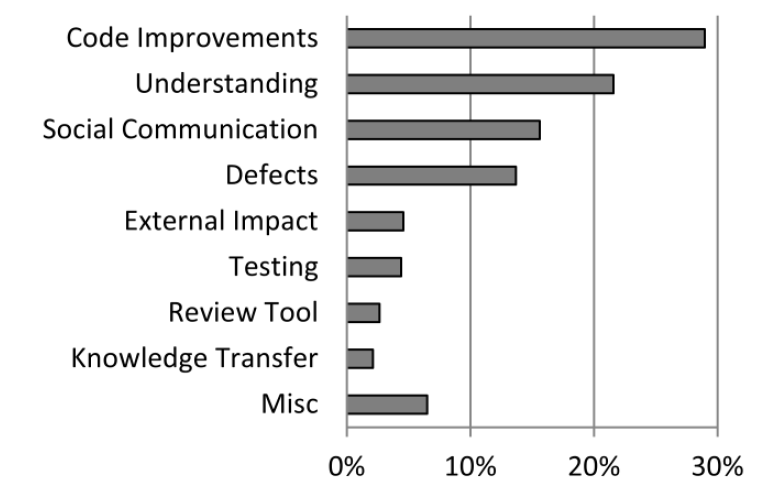 Code Improvements
Understanding
Social Communication
Defects
External Impact
Testing
Review Tool
Knowledge Transfer
Misc
0% 10% 20% 30%